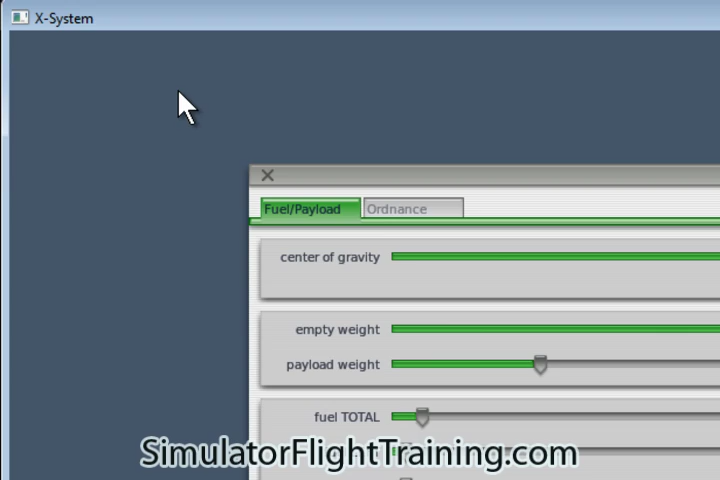 X-System
Fuel/Payload Ordnance
center of gravity
empty weight
payload weight
fuel TOTAL
SimulatorFlightTraining.com